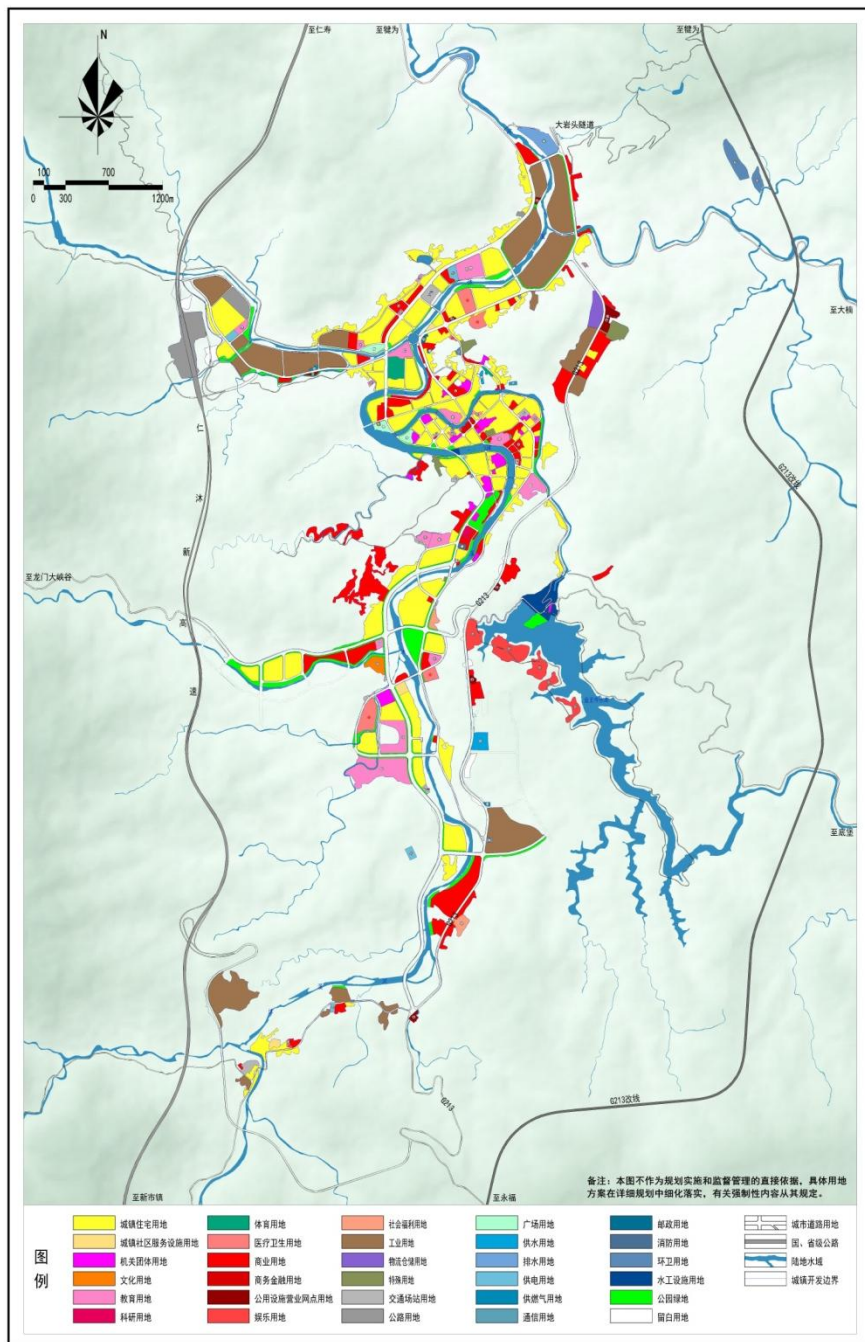 至仁寿
至犍为
至犍为
N
大岩头隧道
100
700
0
300
1200m
至大楠
仁
沐
新
高
速
G213改线
至龙门大峡谷
G213
至底堡
G213
G213改线
至新市镇
至永福
备注：本图不作为规划实施和监督管理的直接依据，具体用地
方案在详细规划中细化落实，有关强制性内容从其规定。
图
例
城镇住宅用地
城镇社区服务设施用地
机关团体用地
文化用地
教育用地
科研用地
体育用地
医疗卫生用地
商业用地
商务金融用地
公用设施营业网点用地
娱乐用地
社会福利用地
工业用地
物流仓储用地
特殊用地
交通场站用地
公路用地
广场用地
供水用地
排水用地
供电用地
供燃气用地
通信用地
邮政用地
消防用地
环卫用地
水工设施用地
公园绿地
留白用地
城市道路用地
国、省级公路
陆地水域
城镇开发边界